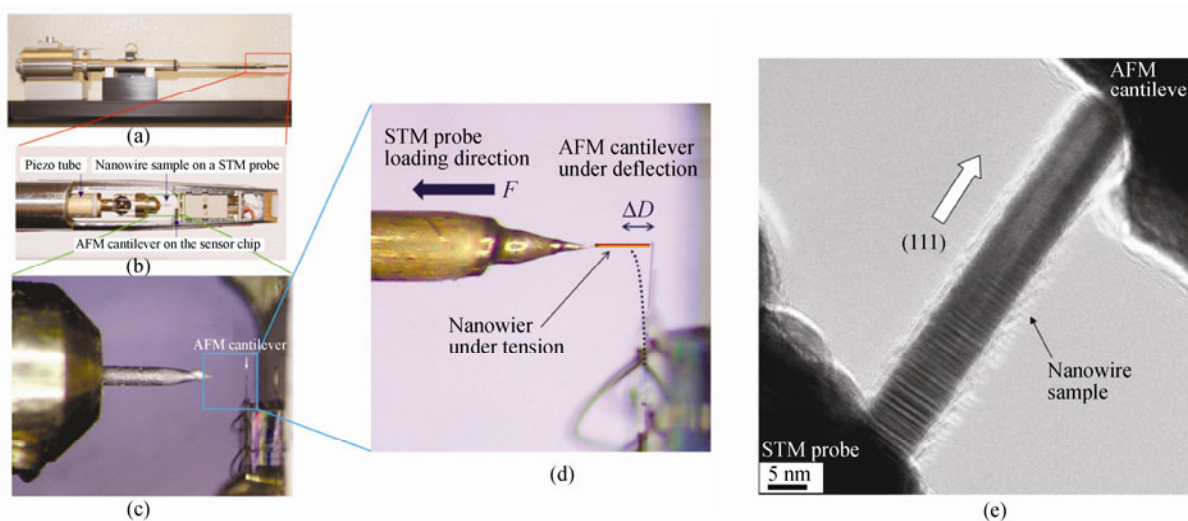 (a)
Piezo tube
Nanowire sample on a STM probe
AFM cantilever on the sensor chip
(b)
AFM cantilever
(c)
STM probe
loading direction
F
AFM cantilever
under deflection
ΔD
Nanowier
under tension
(d)
AFM
cantilever
(111)
Nanowire
sample
STM probe
5 nm
(e)